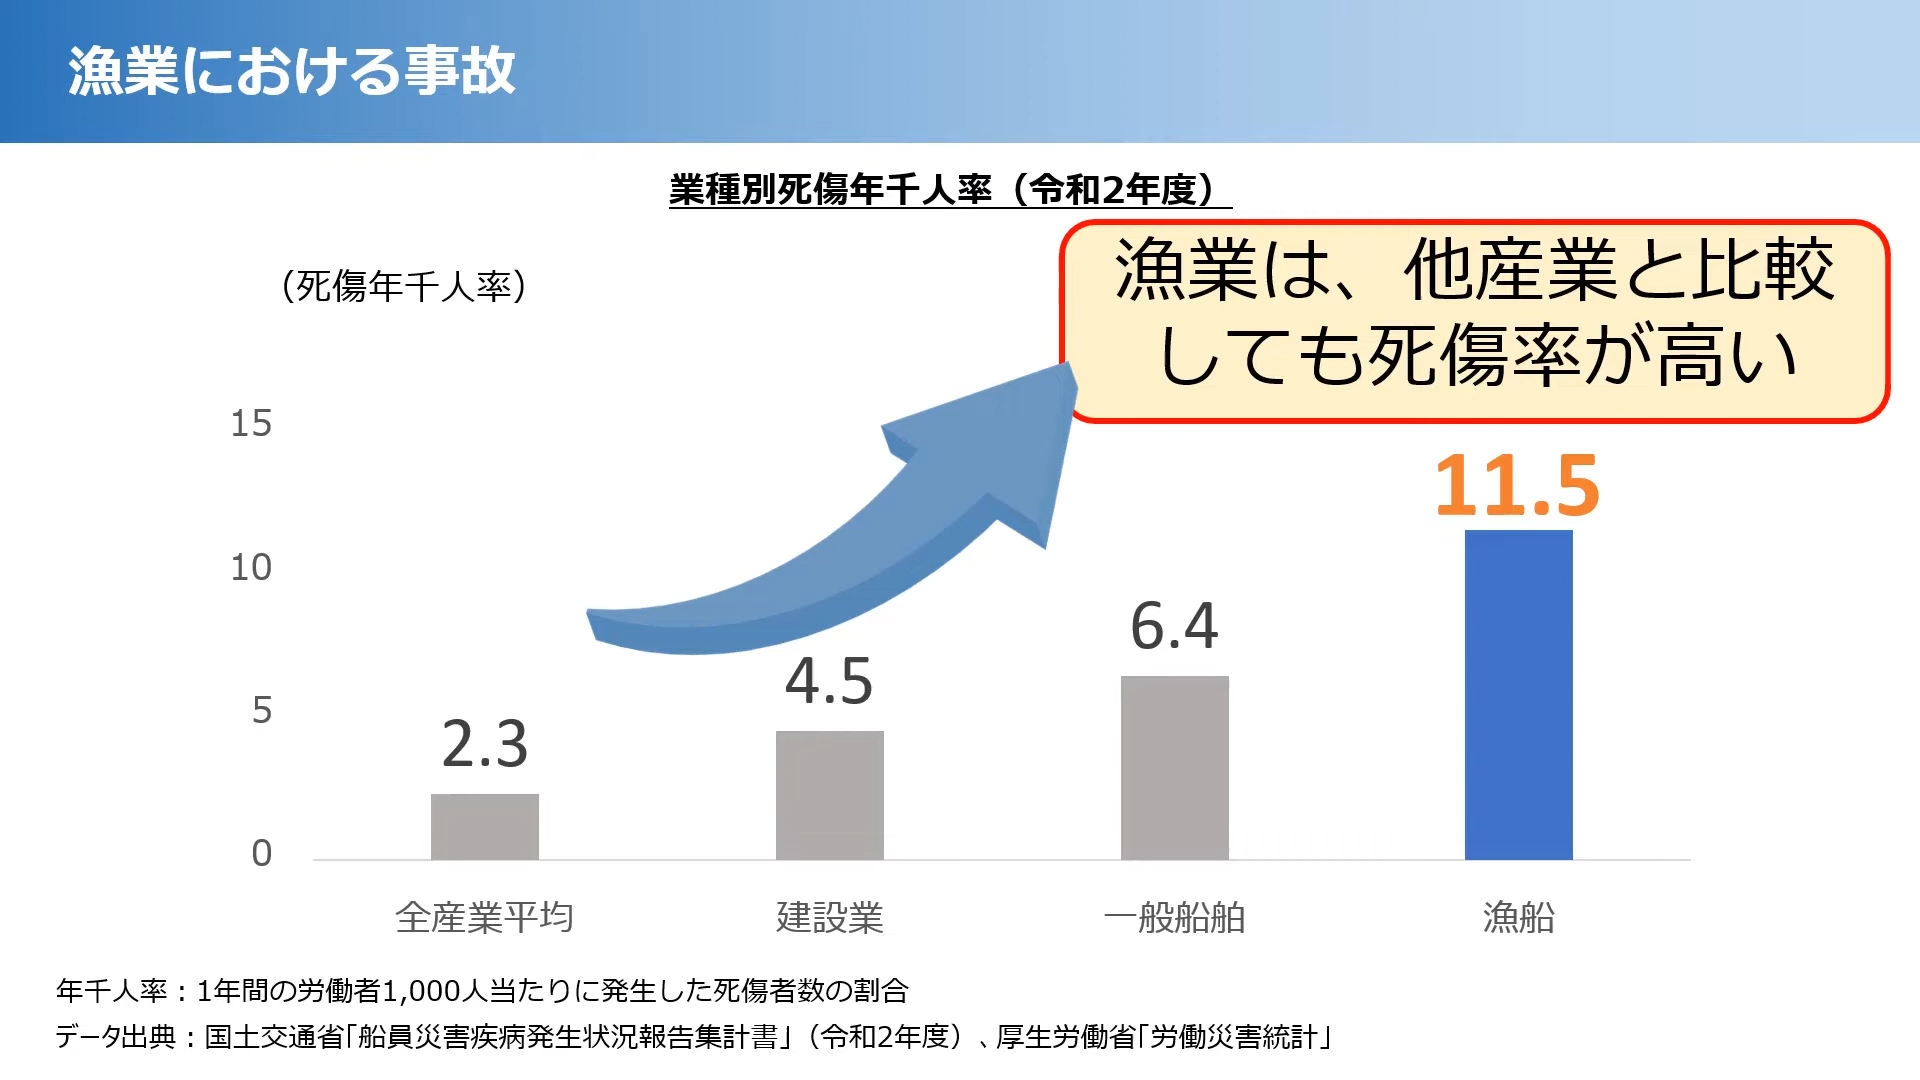 漁業における事故
業種別死傷年千人率（令和2年度）
漁業は、他産業と比較
しても死傷率が高い
（死傷年千人率）
15
10
5
0
2.3
4.5
6.4
11.5
全産業平均
建設業
一般船舶
漁船
年千人率：1年間の労働者1,000人当たりに発生した死傷者数の割合
データ出典：国土交通省｢船員災害疾病発生状況報告集計書｣（令和2年度）、厚生労働省｢労働災害統計｣